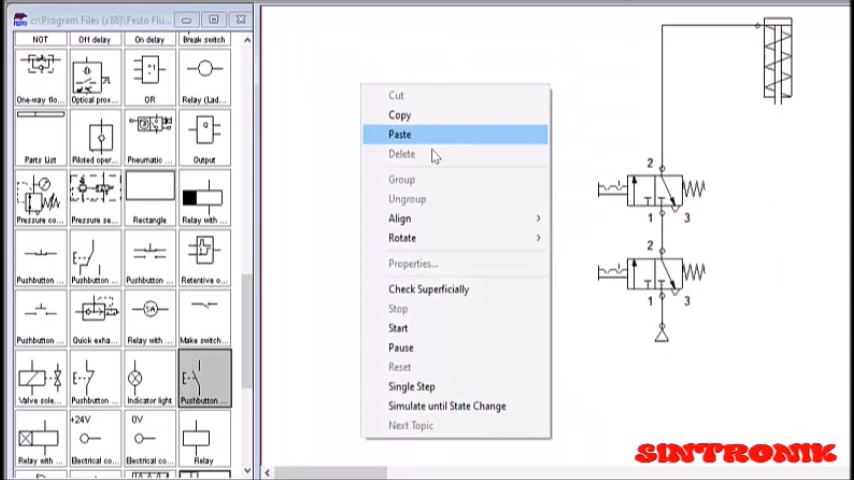 c:\Program Files (x86)\Festo Flu...
NOT
Off delay
On delay
Break switch
One-way flo...
Optical prox...
OR
Relay (Lad...
Parts List
Piloted oper...
Pneumatic ...
Output
Pressure co...
Pressure se...
Rectangle
Relay with ...
Pushbutton...
Pushbutton...
Pushbutton ...
Retentive o...
Pushbutton ...
Quick exha...
Relay with ...
Make switch...
Valve sole...
Pushbutton ...
Indicator light
Pushbutton ...
+24V
0V
Relay with ...
Electrical co...
Electrical co...
Relay
Cut
Copy
Paste
Delete
Group
Ungroup
Align
Rotate
Properties...
Check Superficially
Stop
Start
Pause
Reset
Single Step
Simulate until State Change
Next Topic
2
1
3
2
1
3
SINTRONIK